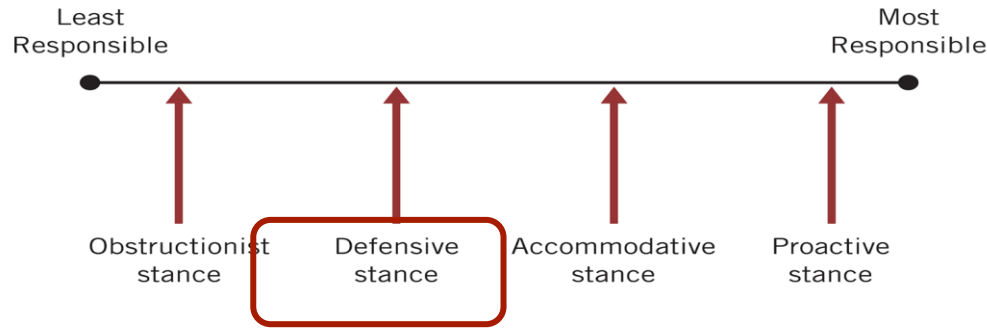 Least
Responsible
Most
Responsible
Obstructionist
stance
Defensive
stance
Accommodative
stance
Proactive
stance